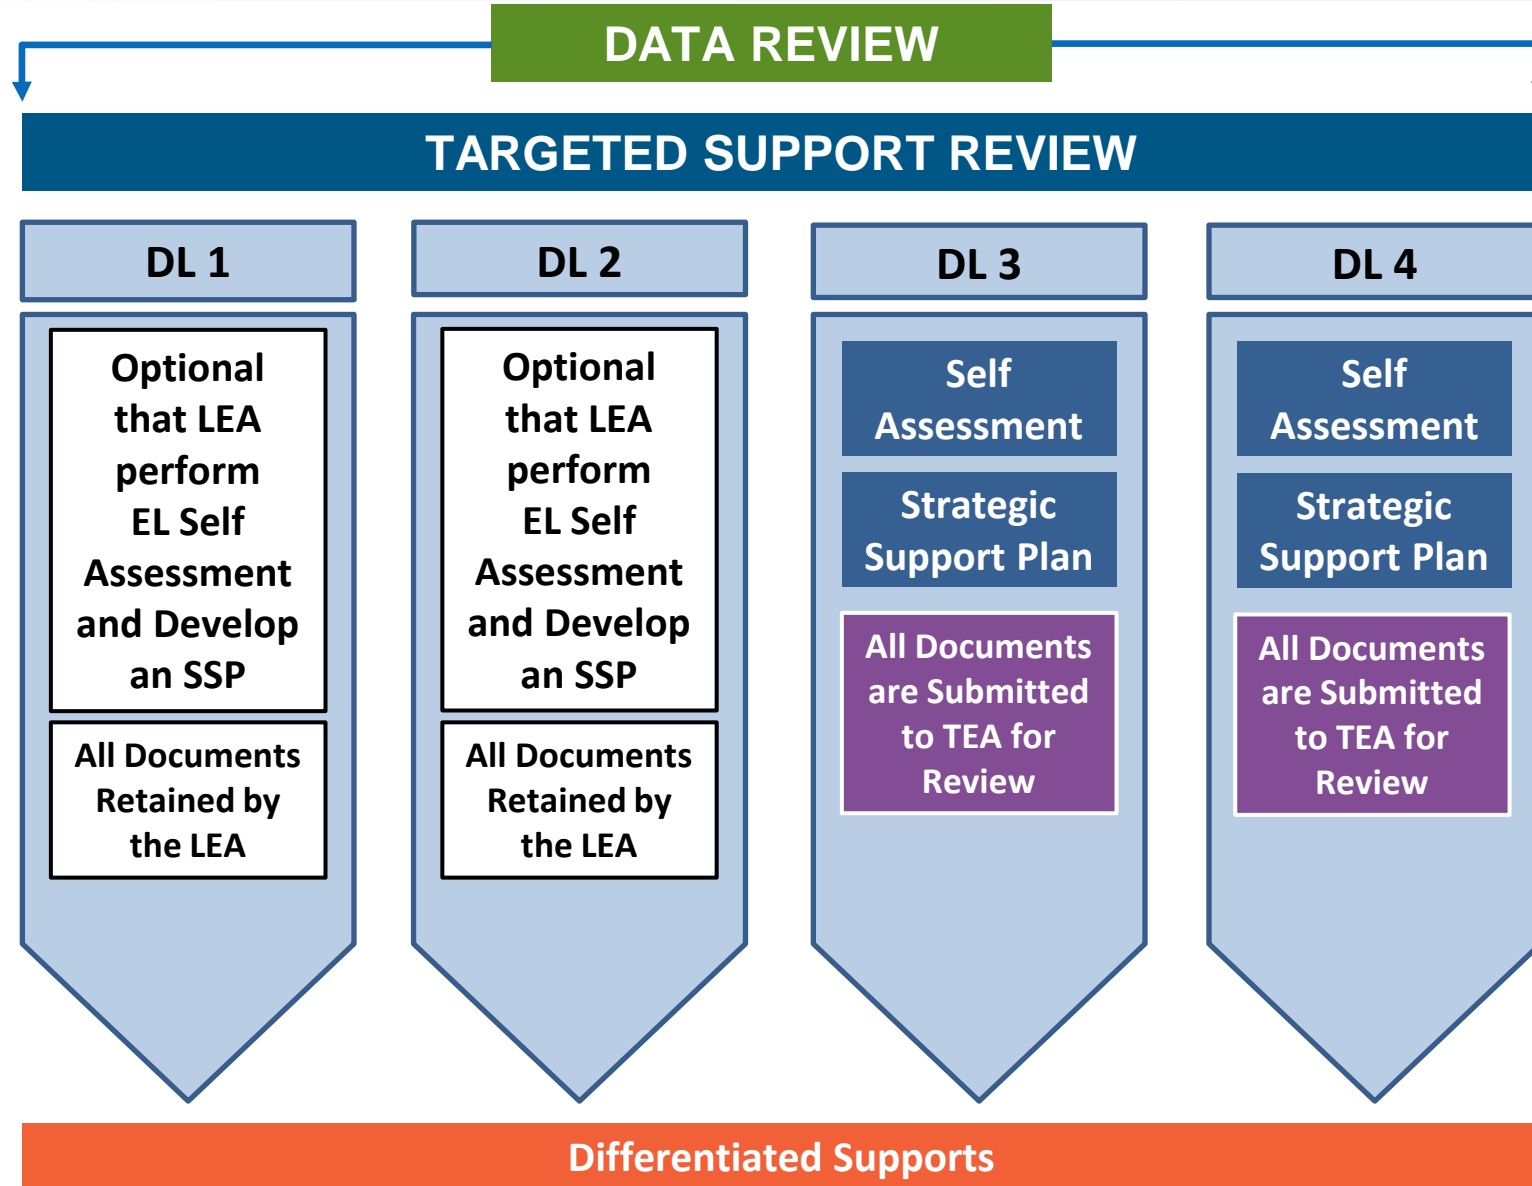 DATA REVIEW
TARGETED SUPPORT REVIEW
DL 1
Optional
that LEA
perform
EL Self
Assessment
and Develop
an SSP
All Documents
Retained by
the LEA
DL 2
Optional
that LEA
perform
EL Self
Assessment
and Develop
an SSP
All Documents
Retained by
the LEA
DL 3
Self
Assessment
Strategic
Support Plan
All Documents
are Submitted
to TEA for
Review
DL 4
Self
Assessment
Strategic
Support Plan
All Documents
are Submitted
to TEA for
Review
Differentiated Supports